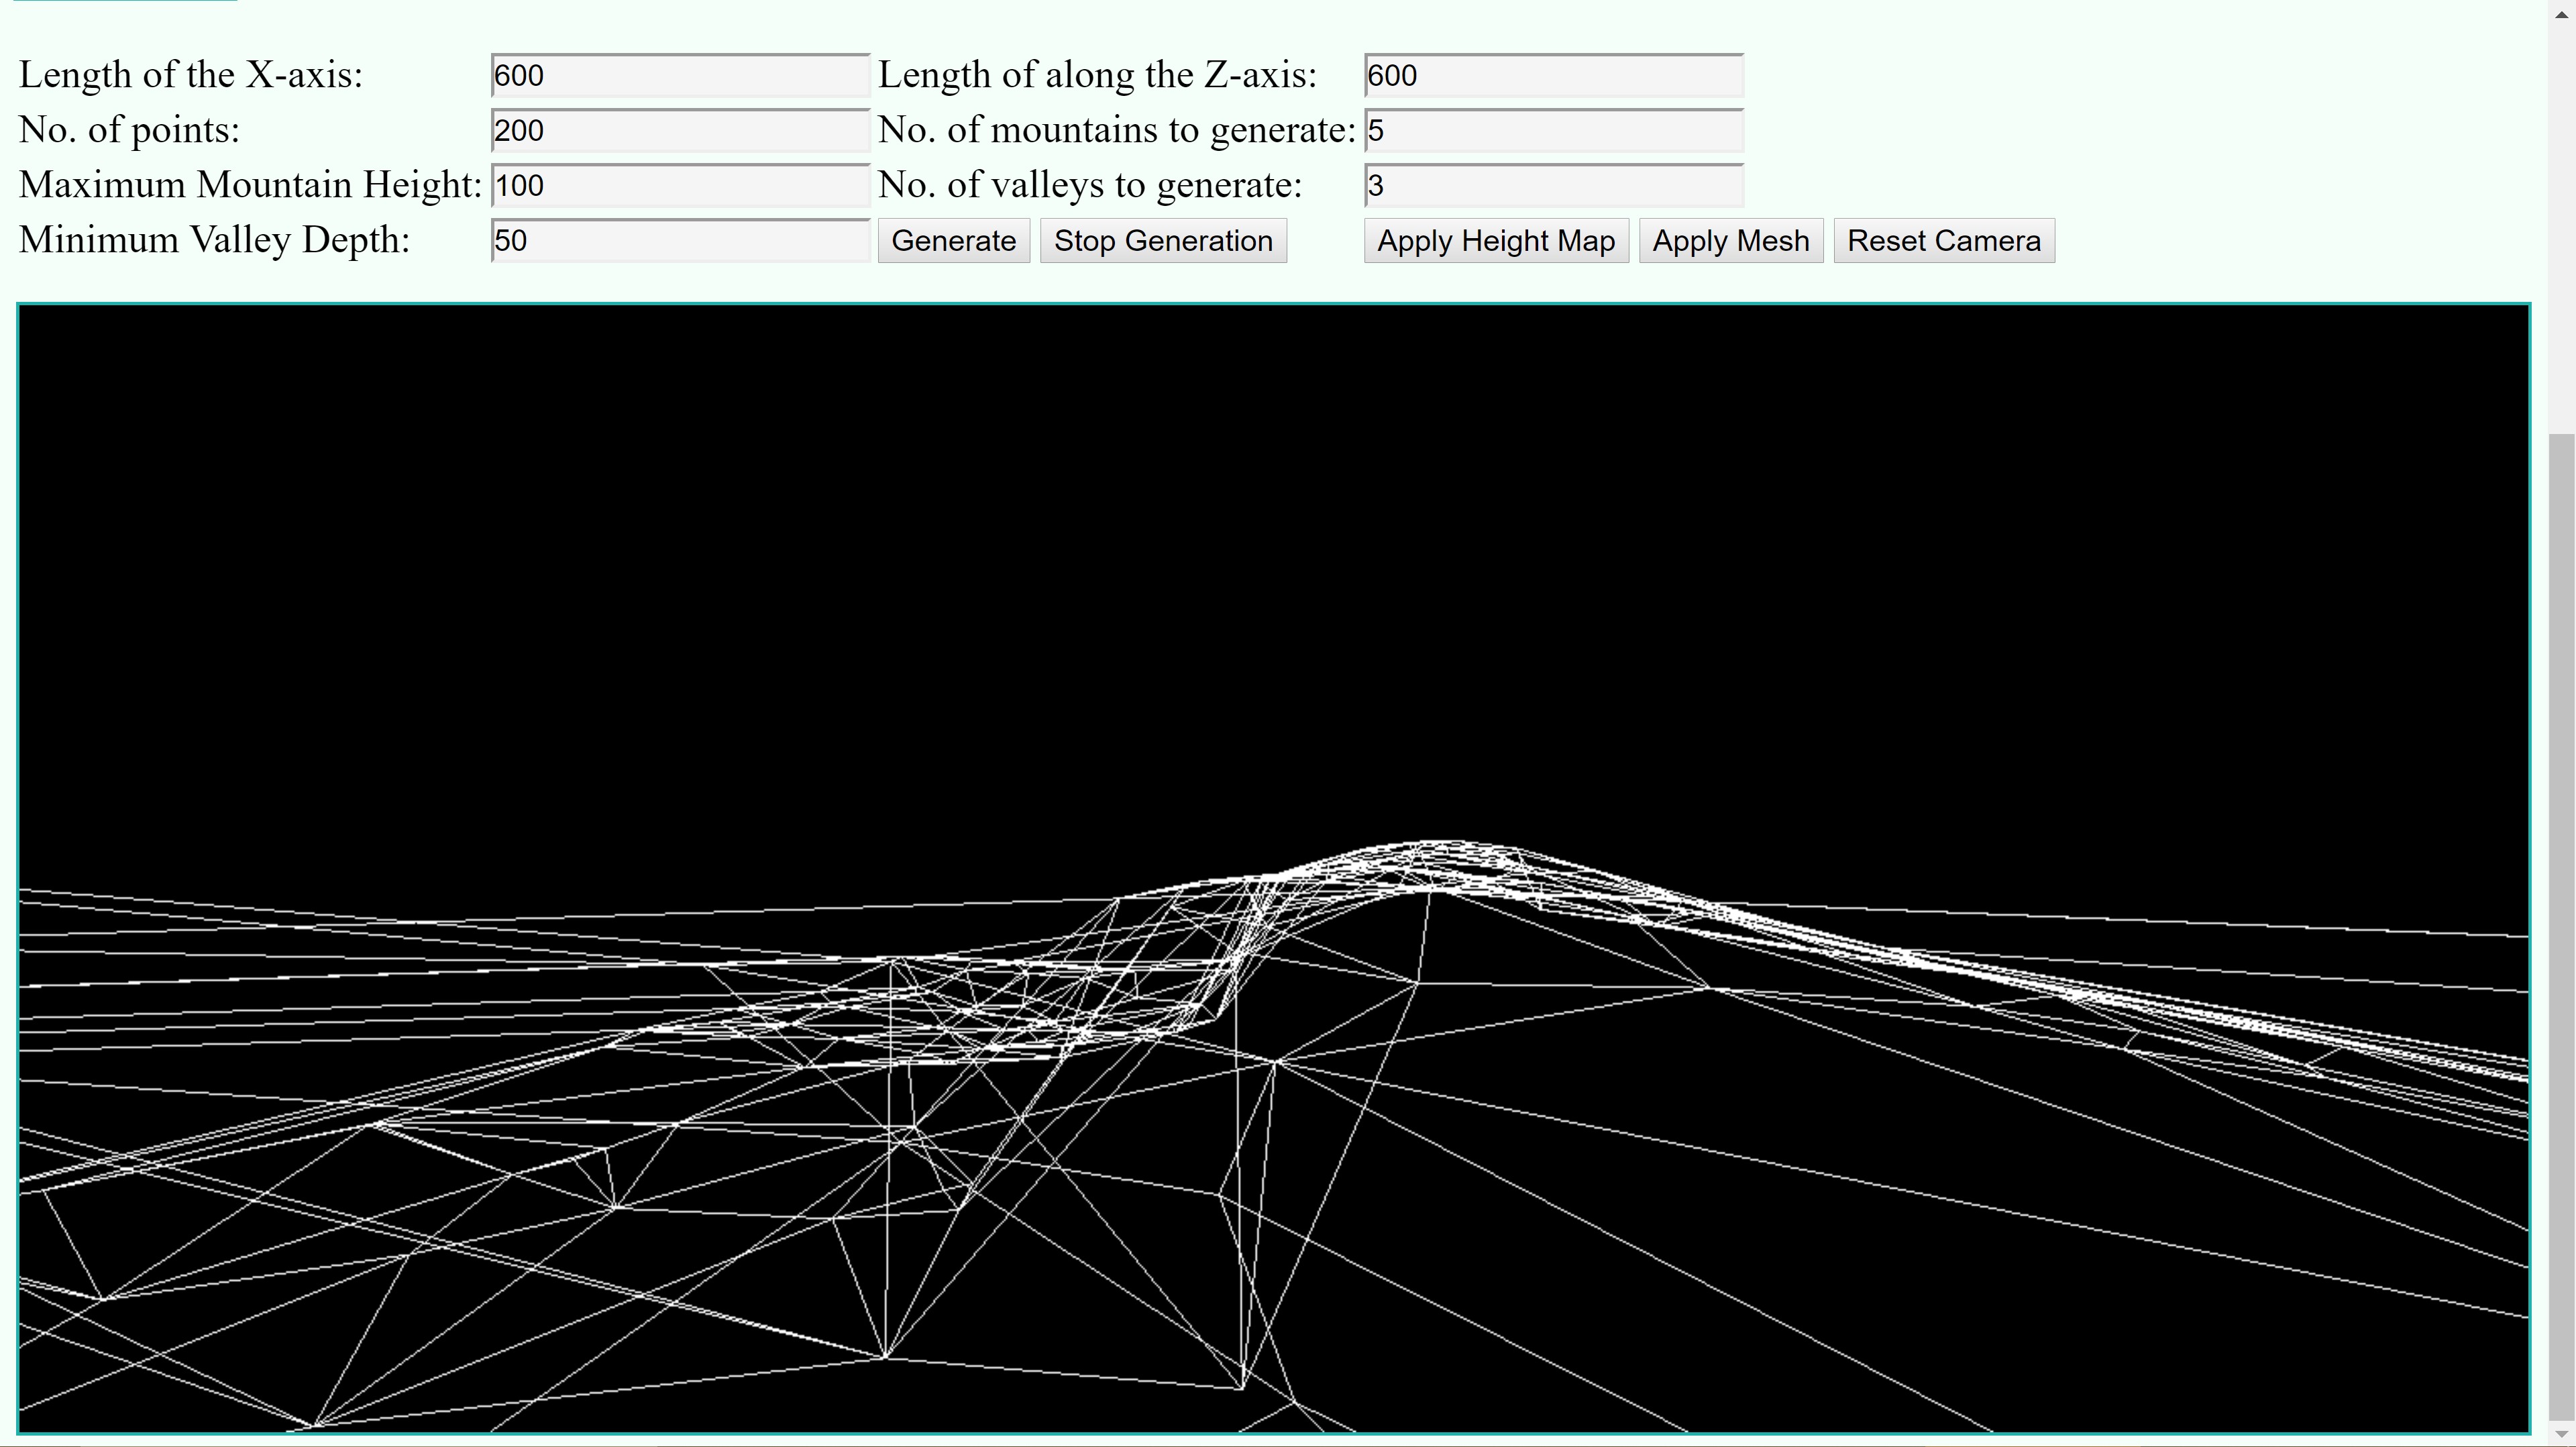 Length of the X-axis: 600 Length of along the Z-axis: 600
No. of points: 200 No. of mountains to generate: 5
Maximum Mountain Height: 100 No. of valleys to generate: 3
Minimum Valley Depth: 50 Generate Stop Generation Apply Height Map Apply Mesh Reset Camera